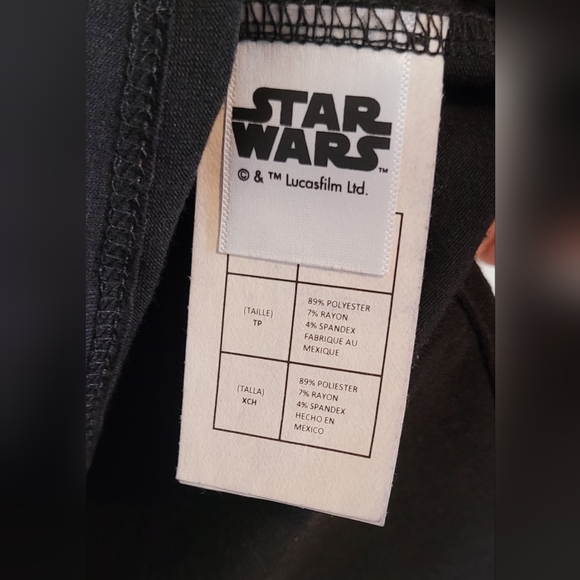 STAR
WARS™
© & ™ Lucasfilm Ltd.
(TAILLE)
TP
89% POLYESTER
7% RAYON
4% SPANDEX
FABRIQUE AU
MEXIQUE
(TALLA)
XCH
89% POLIESTER
7% RAYON
4% SPANDEX
HECHO EN
MEXICO